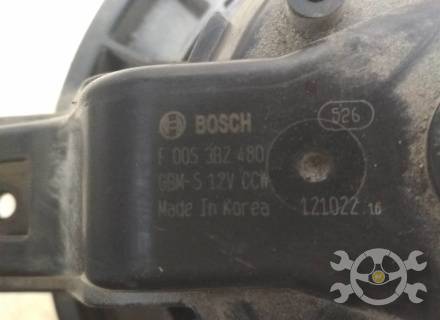 BOSCH
526
F 005 3B2 480
GBM-S 12V CCW
Made In Korea
121022 16